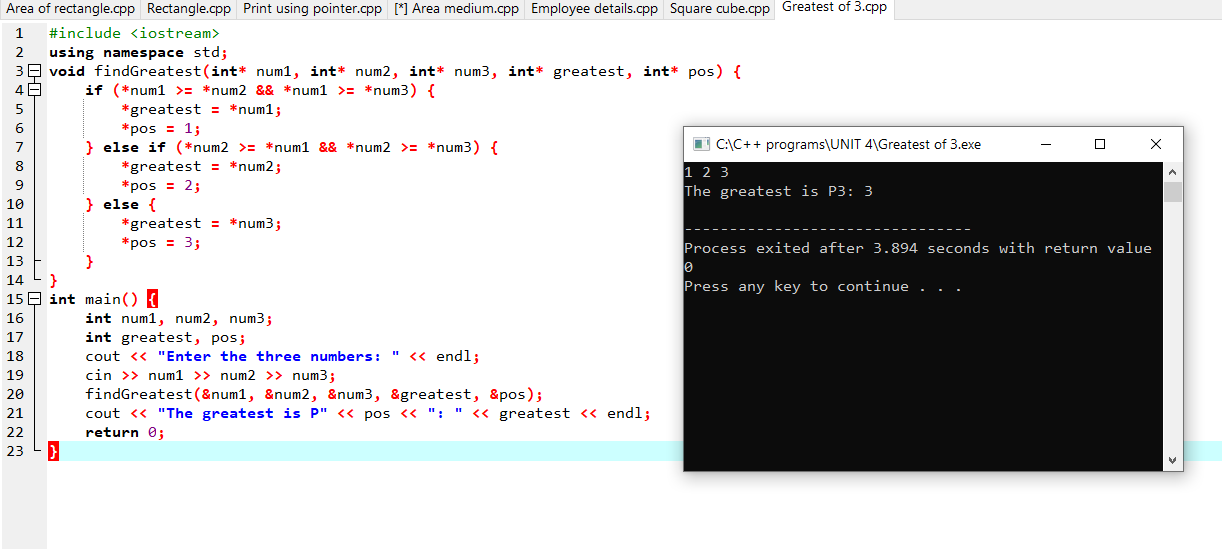 Area of rectangle.cpp Rectangle.cpp Print using pointer.cpp [*] Area medium.cpp Employee details.cpp Square cube.cpp Greatest of 3.cpp
1 #include <iostream>
2 using namespace std;
3 void findGreatest(int* num1, int* num2, int* num3, int* greatest, int* pos) {
4     if (*num1 >= *num2 && *num1 >= *num3) {
5         *greatest = *num1;
6         *pos = 1;
7     } else if (*num2 >= *num1 && *num2 >= *num3) {
8         *greatest = *num2;
9         *pos = 2;
10     } else {
11         *greatest = *num3;
12         *pos = 3;
13     }
14 }
15 int main() {
16     int num1, num2, num3;
17     int greatest, pos;
18     cout << "Enter the three numbers: " << endl;
19     cin >> num1 >> num2 >> num3;
20     findGreatest(&num1, &num2, &num3, &greatest, &pos);
21     cout << "The greatest is P" << pos << ": " << greatest << endl;
22     return 0;
23 }
C:\C++ programs\UNIT 4\Greatest of 3.exe
1 2 3
The greatest is P3: 3
--------------------------------
Process exited after 3.894 seconds with return value
0
Press any key to continue . . .